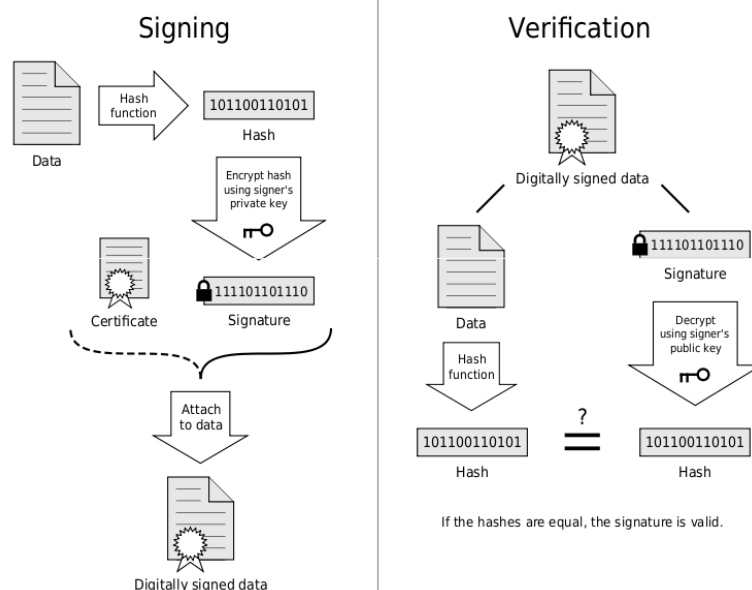 Signing
Hash
function
101100110101
Hash
Data
Encrypt hash
using signer's
private key
111101101110
Certificate
Signature
Attach
to data
Digitally signed data
Verification
Digitally signed data
111101101110
Signature
Data
Decrypt
using signer's
public key
Hash
function
?
101100110101
101100110101
Hash
Hash
If the hashes are equal, the signature is valid.